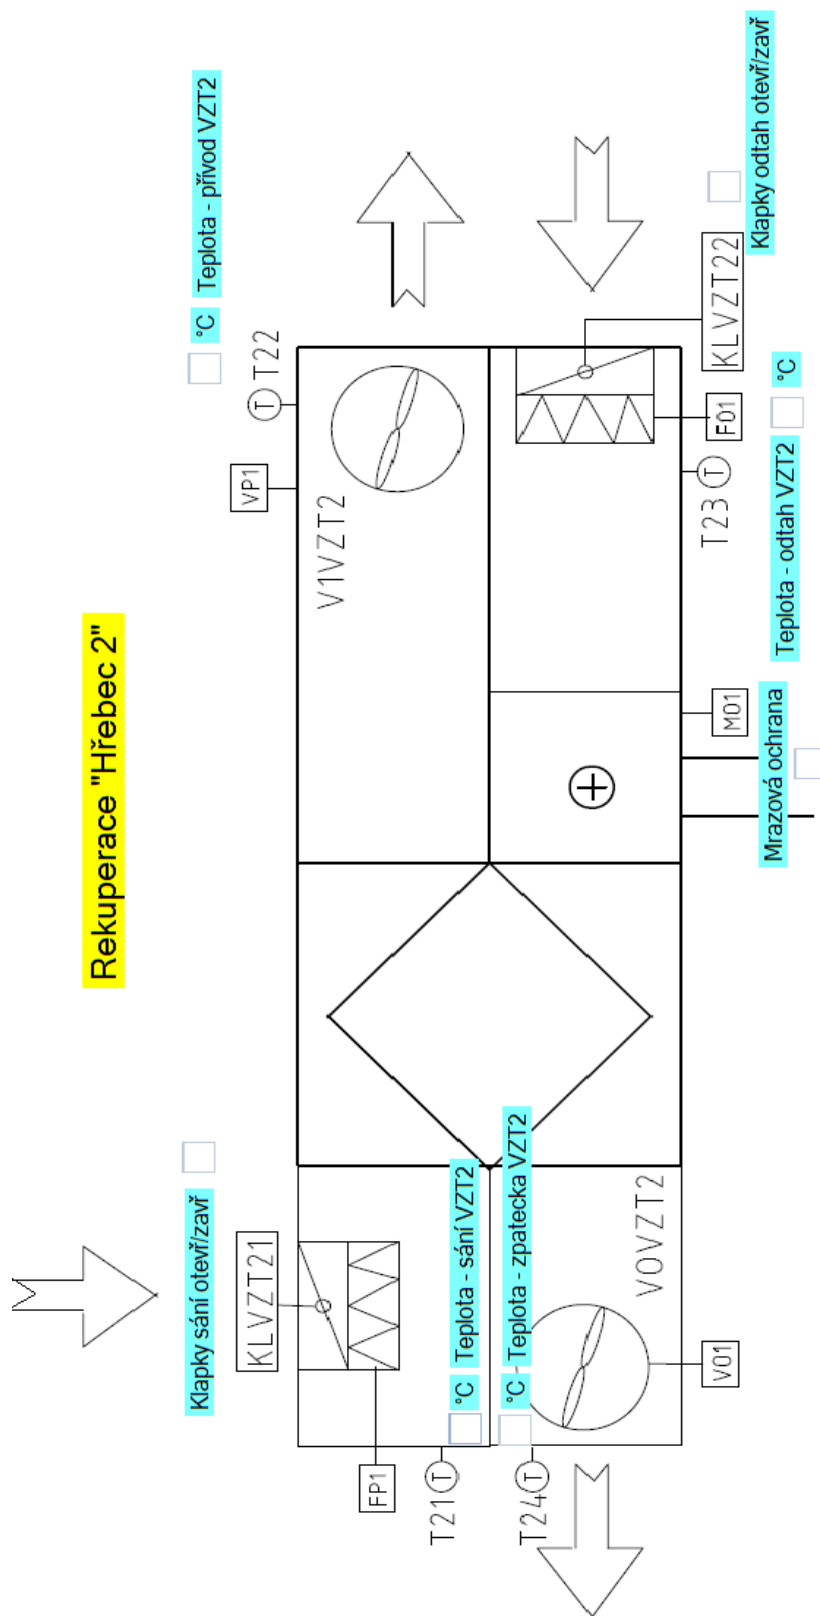 Rekuperace "Hřebec 2"
Klapky sání otevř/zavř
°C Teplota - přívod VZT2
KLVZT21
VP1
T22
V1VZT2
FP1
T21 T
°C Teplota - sání VZT2
T
T24 T
°C Teplota - zpatecka VZT2
VOVZT2
V01
Mrazová ochrana
M01
T23 T
F01
KLVZT22
Teplota - odtah VZT2 °C
Klapky odtah otevř/zavř